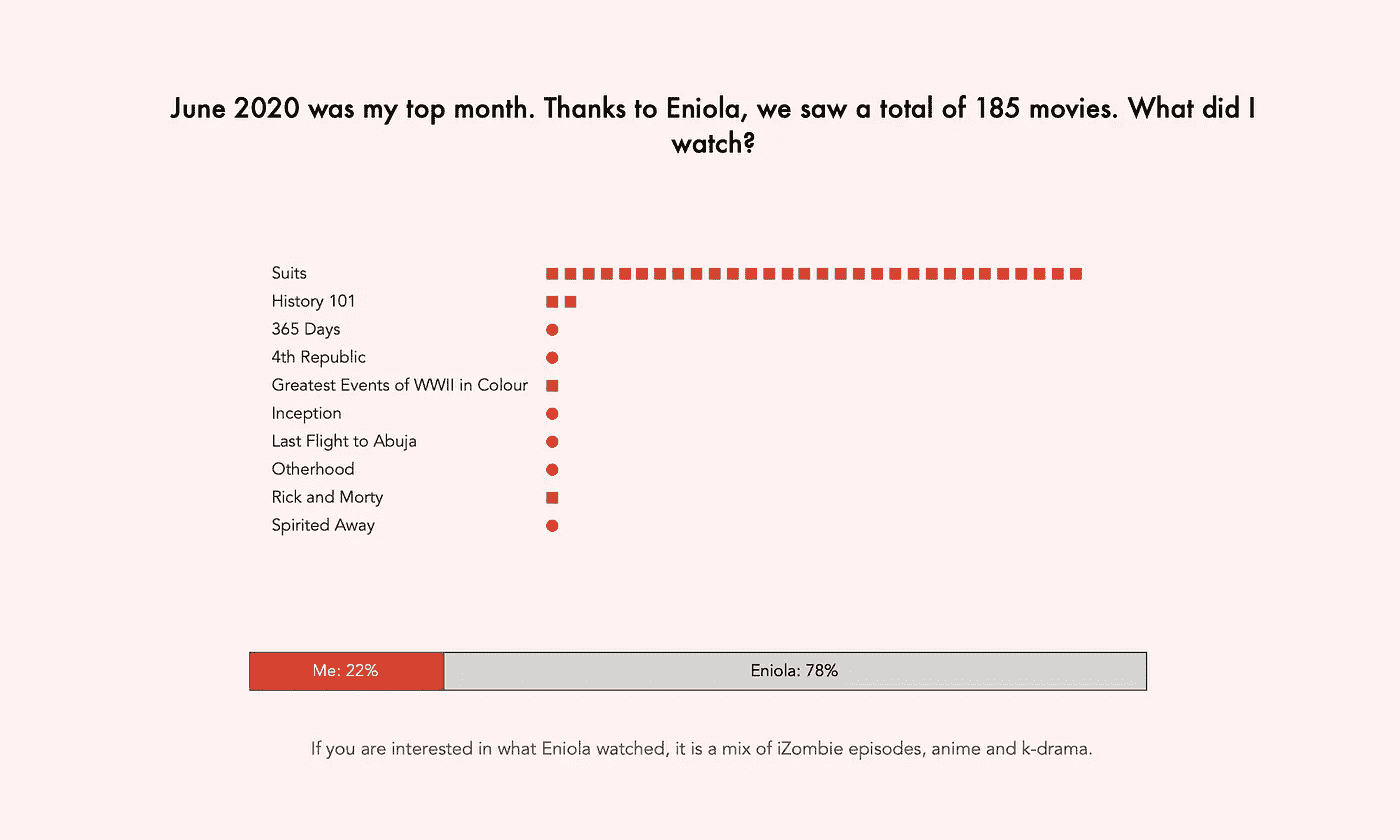 June 2020 was my top month. Thanks to Eniola, we saw a total of 185 movies. What did I
watch?
Suits
History 101
365 Days
4th Republic
Greatest Events of WWII in Colour
Inception
Last Flight to Abuja
Otherhood
Rick and Morty
Spirited Away
Me: 22%
Eniola: 78%
If you are interested in what Eniola watched, it is a mix of iZombie episodes, anime and k-drama.